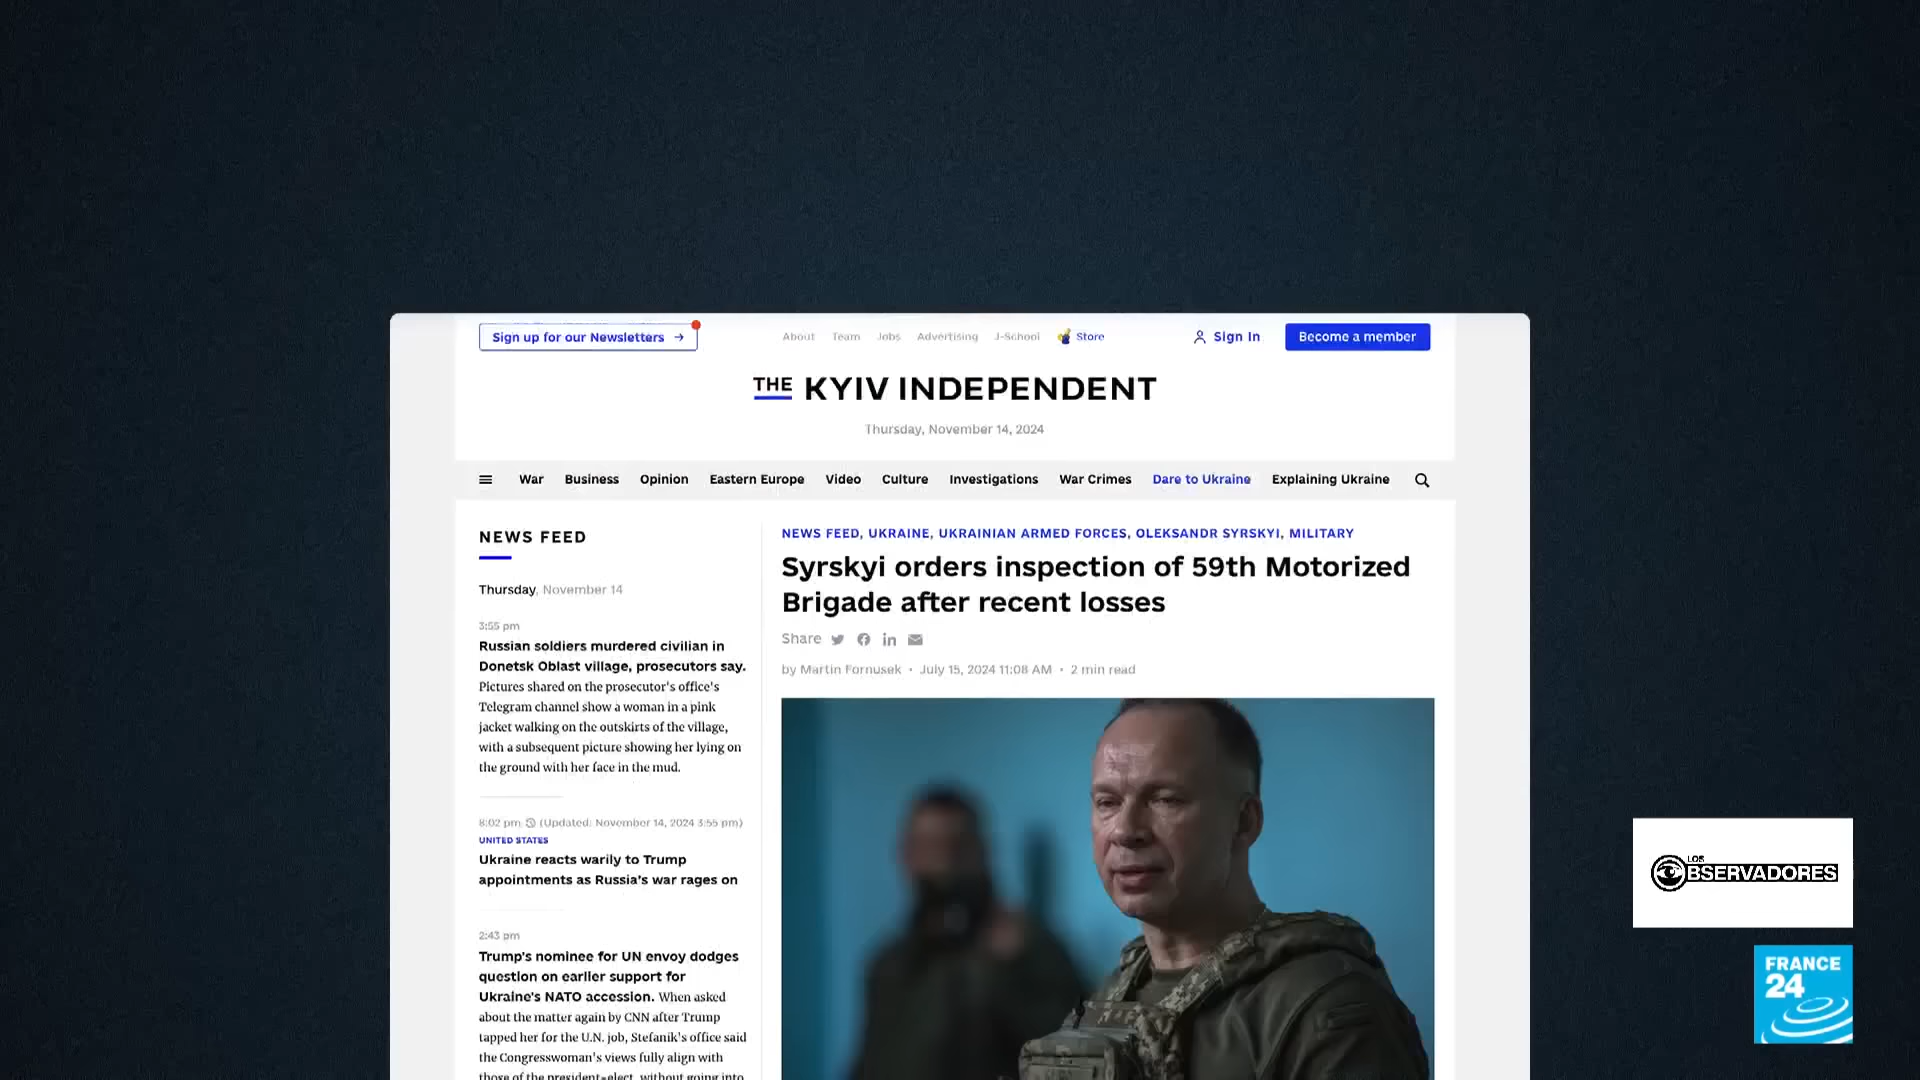 Sign up for our Newsletters →
About Team Jobs Advertising J-School Store
Sign In
Become a member
THE KYIV INDEPENDENT
Thursday, November 14, 2024
War Business Opinion Eastern Europe Video Culture Investigations War Crimes Dare to Ukraine Explaining Ukraine
NEWS FEED
Thursday, November 14
3:55 pm
Russian soldiers murdered civilian in
Donetsk Oblast village, prosecutors say.
Pictures shared on the prosecutor's office's
Telegram channel show a woman in a pink
jacket walking on the outskirts of the village,
with a subsequent picture showing her lying on
the ground with her face in the mud.
8:02 pm (Updated: November 14, 2024 3:55 pm)
UNITED STATES
Ukraine reacts warily to Trump
appointments as Russia's war rages on
2:43 pm
Trump's nominee for UN envoy dodges
question on earlier support for
Ukraine's NATO accession. When asked
about the matter again by CNN after Trump
tapped her for the U.N. job, Stefanik's office said
the Congresswoman's views fully align with
those of the president-elect, without going into
NEWS FEED, UKRAINE, UKRAINIAN ARMED FORCES, OLEKSANDR SYRSKYI, MILITARY
Syrskyi orders inspection of 59th Motorized
Brigade after recent losses
Share
by Martin Fornusek • July 15, 2024 11:08 AM • 2 min read
LOS
OBSERVADORES
FRANCE
24